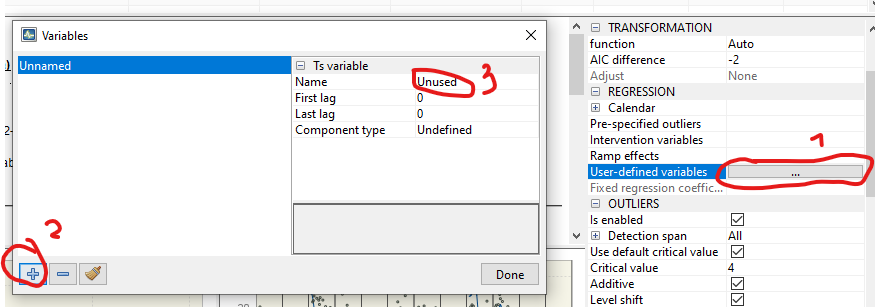 Variables
Unnamed
Ts variable
Name Unused
First lag 0
Last lag 0
Component type Undefined
Done
3
2
TRANSFORMATION
function Auto
AIC difference -2
Adjust None
REGRESSION
Calendar
Pre-specified outliers
Intervention variables
Ramp effects
User-defined variables ...
Fixed regression coeffic...
OUTLIERS
Is enabled
Detection span All
Use default critical value
Critical value 4
Additive
Level shift
1